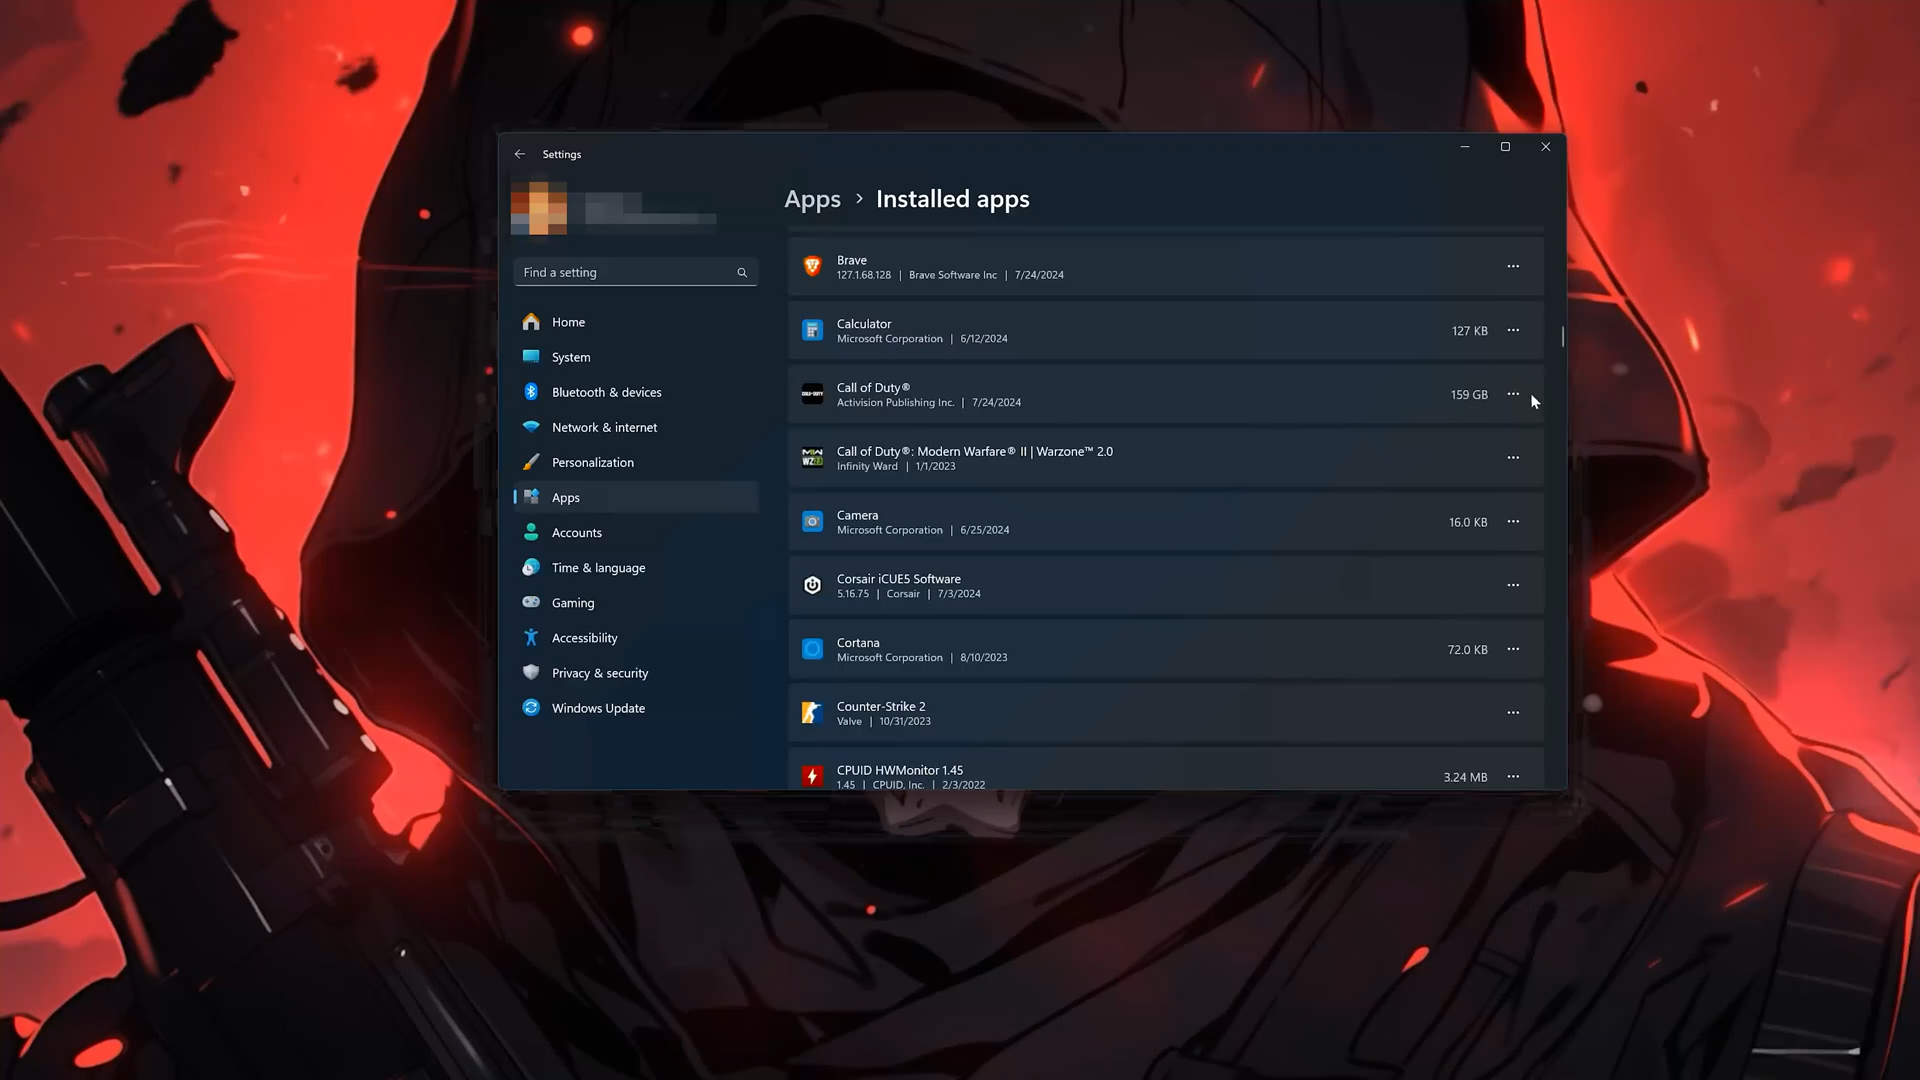 Settings
Find a setting
Home
System
Bluetooth & devices
Network & internet
Personalization
Apps
Accounts
Time & language
Gaming
Accessibility
Privacy & security
Windows Update
Apps > Installed apps
Brave
127.1.68.128 | Brave Software Inc | 7/24/2024
Calculator
Microsoft Corporation | 6/12/2024
127 KB
Call of Duty®
Activision Publishing Inc. | 7/24/2024
159 GB
Call of Duty®: Modern Warfare® II | Warzone™ 2.0
Infinity Ward | 1/1/2023
Camera
Microsoft Corporation | 6/25/2024
16.0 KB
Corsair iCUE5 Software
5.16.75 | Corsair | 7/3/2024
Cortana
Microsoft Corporation | 8/10/2023
72.0 KB
Counter-Strike 2
Valve | 10/31/2023
CPUID HWMonitor 1.45
1.45 | CPUID, Inc. | 2/3/2022
3.24 MB